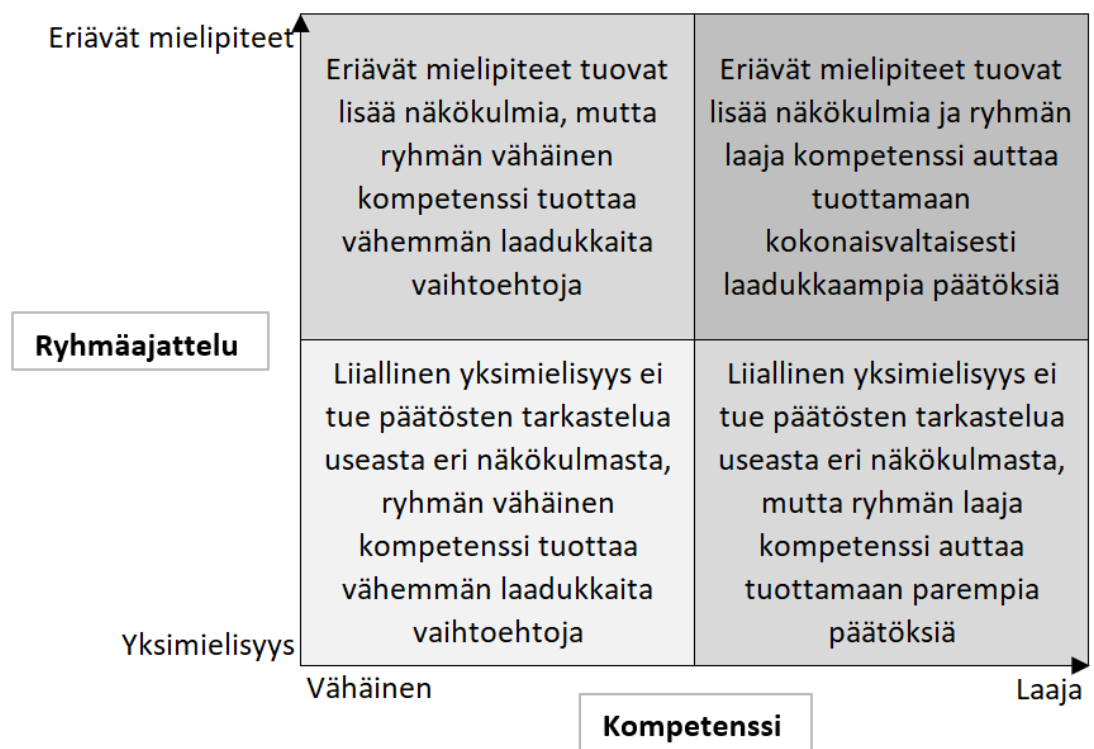 Eriävät mielipiteet
Eriävät mielipiteet tuovat
lisää näkökulmia, mutta
ryhmän vähäinen
kompetenssi tuottaa
vähemmän laadukkaita
vaihtoehtoja
Eriävät mielipiteet tuovat
lisää näkökulmia ja ryhmän
laaja kompetenssi auttaa
tuottamaan
kokonaisvaltaisesti
laadukkaampia päätöksiä
Ryhmäajattelu
Liiallinen yksimielisyys ei
tue päätösten tarkastelua
useasta eri näkökulmasta,
ryhmän vähäinen
kompetenssi tuottaa
vähemmän laadukkaita
vaihtoehtoja
Liiallinen yksimielisyys ei
tue päätösten tarkastelua
useasta eri näkökulmasta,
mutta ryhmän laaja
kompetenssi auttaa
tuottamaan parempia
päätöksiä
Yksimielisyys
Vähäinen
Laaja
Kompetenssi